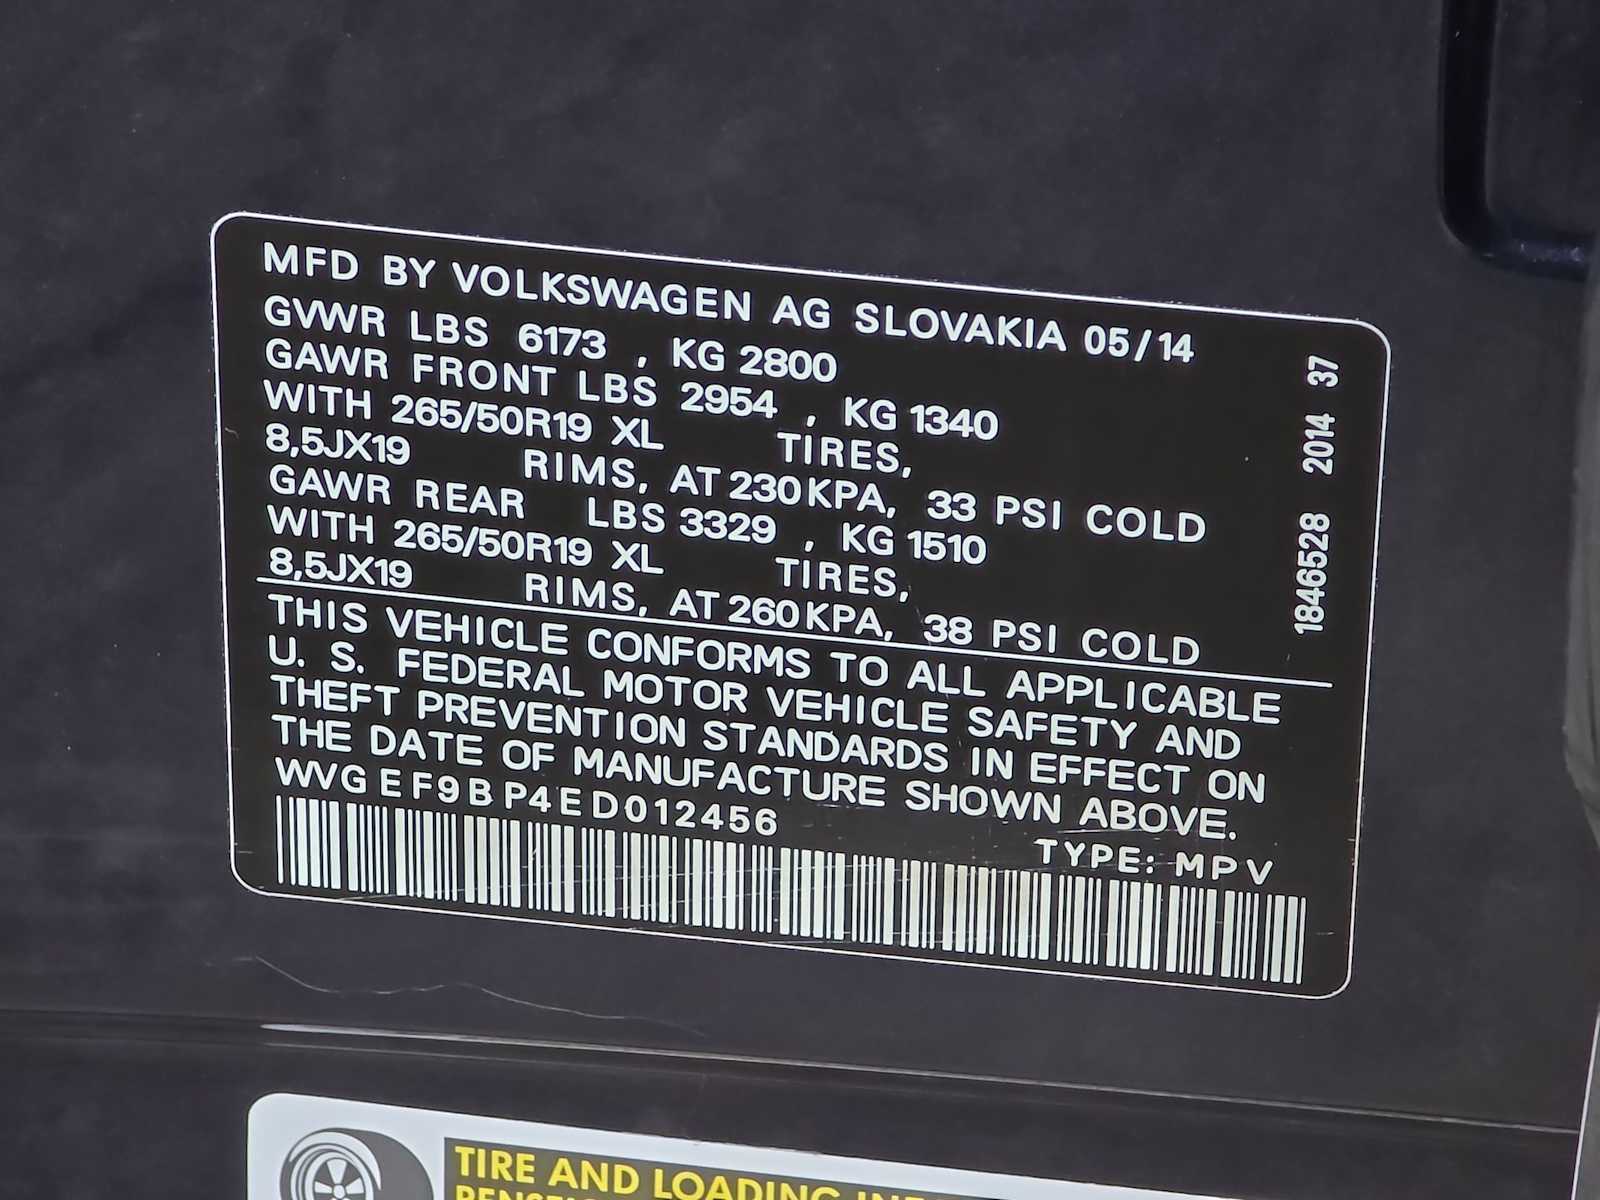 MFD BY VOLKSWAGEN AG SLOVAKIA 05/14
GVWR LBS 6173 , KG 2800
GAWR FRONT LBS 2954 , KG 1340
WITH 265/50R19 XL TIRES,
8,5JX19 RIMS, AT 230KPA, 33 PSI COLD
GAWR REAR LBS 3329 , KG 1510
WITH 265/50R19 XL TIRES,
8,5JX19 RIMS, AT 260KPA, 38 PSI COLD
THIS VEHICLE CONFORMS TO ALL APPLICABLE
U. S. FEDERAL MOTOR VEHICLE SAFETY AND
THEFT PREVENTION STANDARDS IN EFFECT ON
THE DATE OF MANUFACTURE SHOWN ABOVE.
WVGEF9BP4ED012456
TYPE: MPV
1846528 2014 37
TIRE AND LOADING